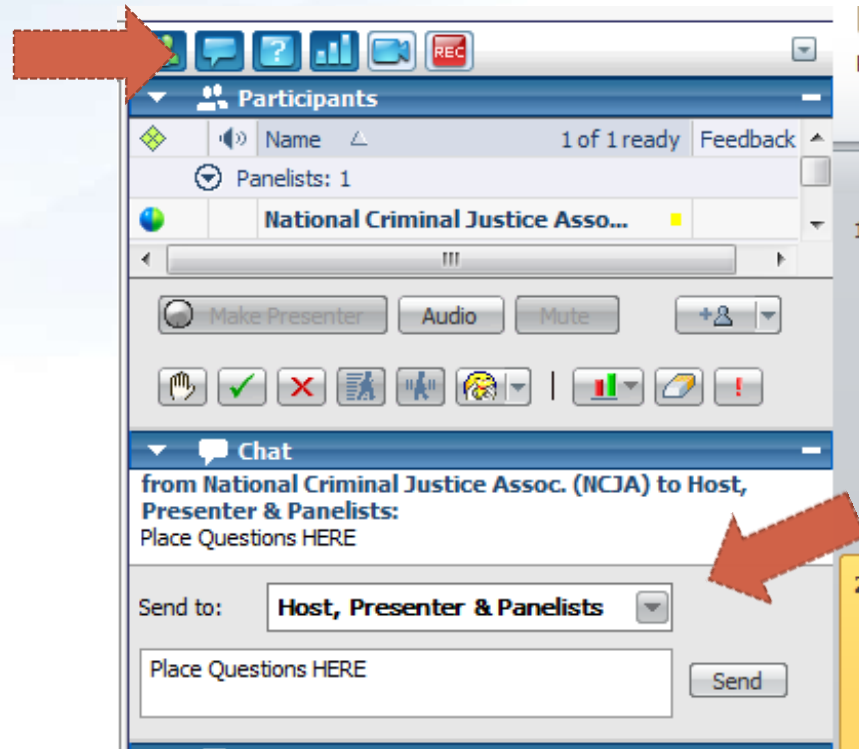 REC
Participants
Name 1 of 1 ready Feedback
Panelists: 1
National Criminal Justice Asso...
Make Presenter Audio Mute
Chat
from National Criminal Justice Assoc. (NCJA) to Host,
Presenter & Panelists:
Place Questions HERE
Send to: Host, Presenter & Panelists
Place Questions HERE
Send